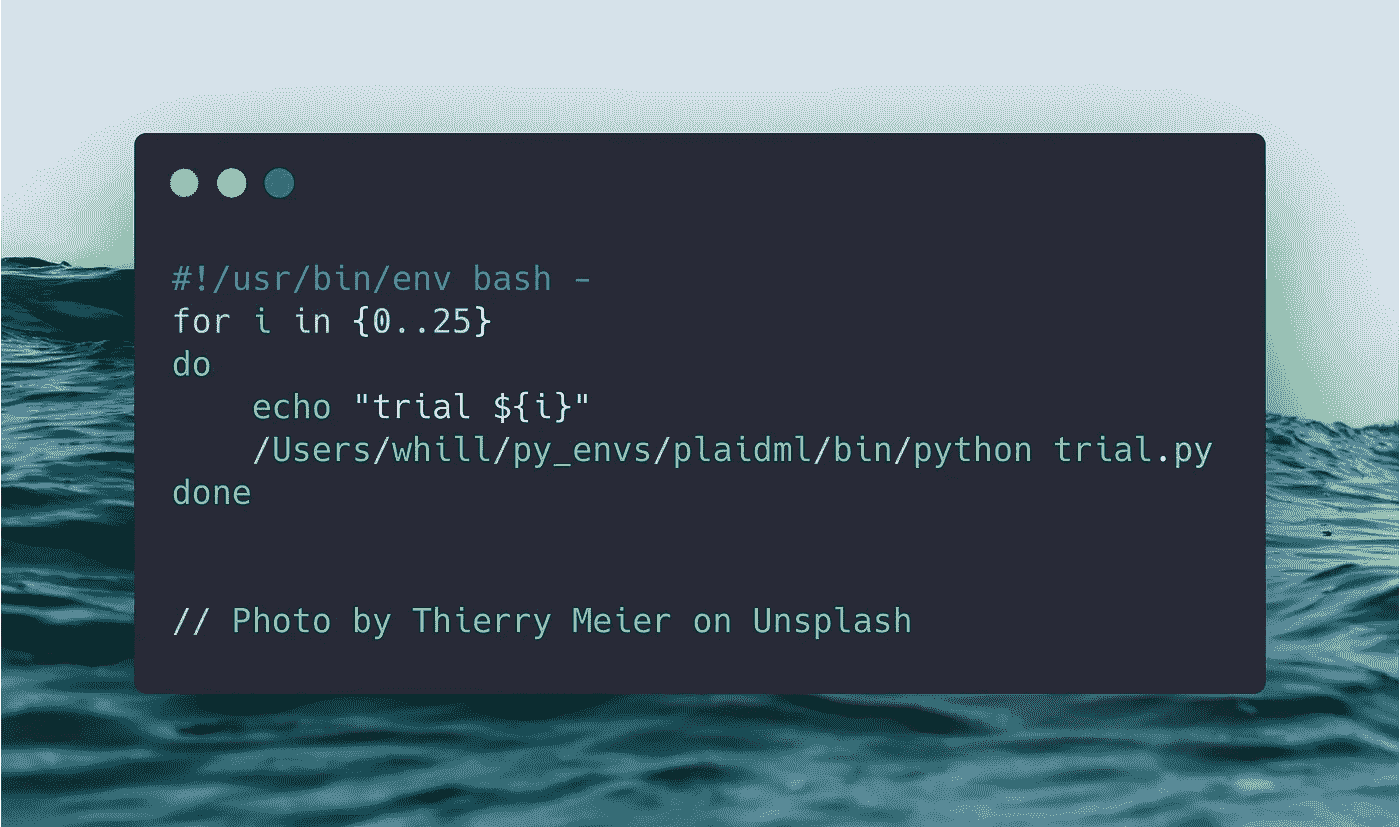 #!/usr/bin/env bash -
for i in {0..25}
do
    echo "trial ${i}"
    /Users/whill/py_envs/plaidml/bin/python trial.py
done
// Photo by Thierry Meier on Unsplash